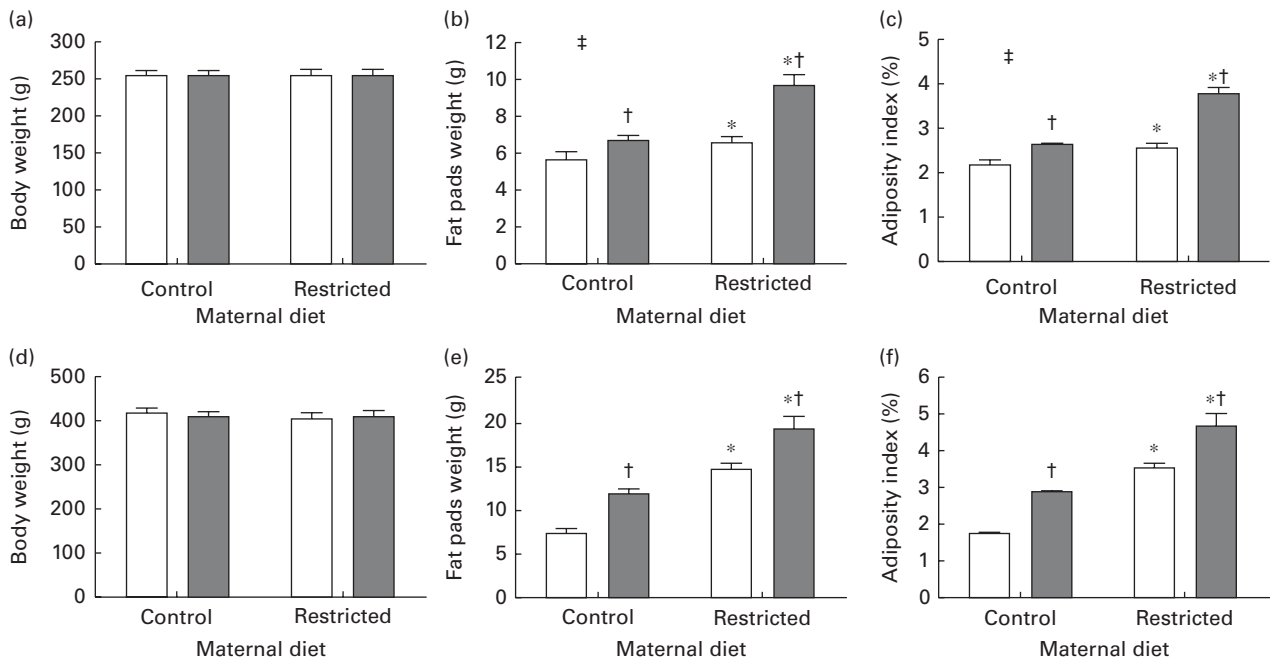 (a)
Body weight (g)
300
250
200
150
100
50
0
Control Restricted
Maternal diet
(b)
Fat pads weight (g)
12
10
8
6
4
2
0
‡
†
*
*†
Control Restricted
Maternal diet
(c)
Adiposity index (%)
5
4
3
2
1
0
‡
†
*
*†
Control Restricted
Maternal diet
(d)
Body weight (g)
500
400
300
200
100
0
Control Restricted
Maternal diet
(e)
Fat pads weight (g)
25
20
15
10
5
0
†
*
*†
Control Restricted
Maternal diet
(f)
Adiposity index (%)
6
5
4
3
2
1
0
†
*
*†
Control Restricted
Maternal diet